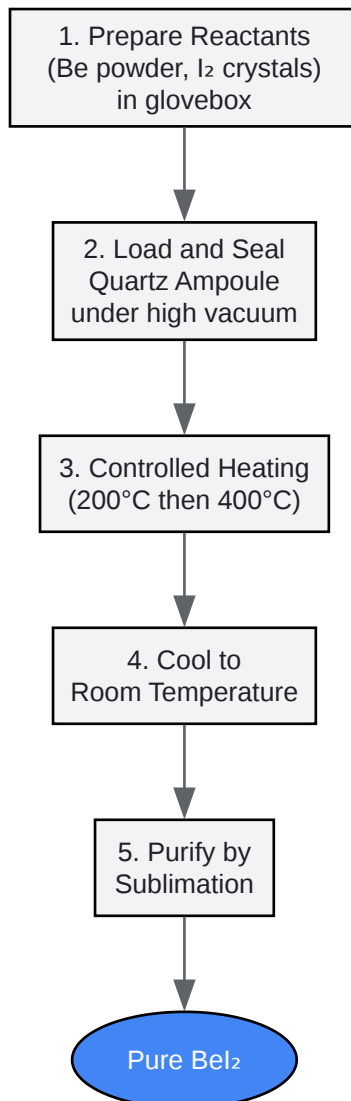 1. Prepare Reactants
(Be powder, I₂ crystals)
in glovebox
2. Load and Seal
Quartz Ampoule
under high vacuum
3. Controlled Heating
(200°C then 400°C)
4. Cool to
Room Temperature
5. Purify by
Sublimation
Pure BeI₂